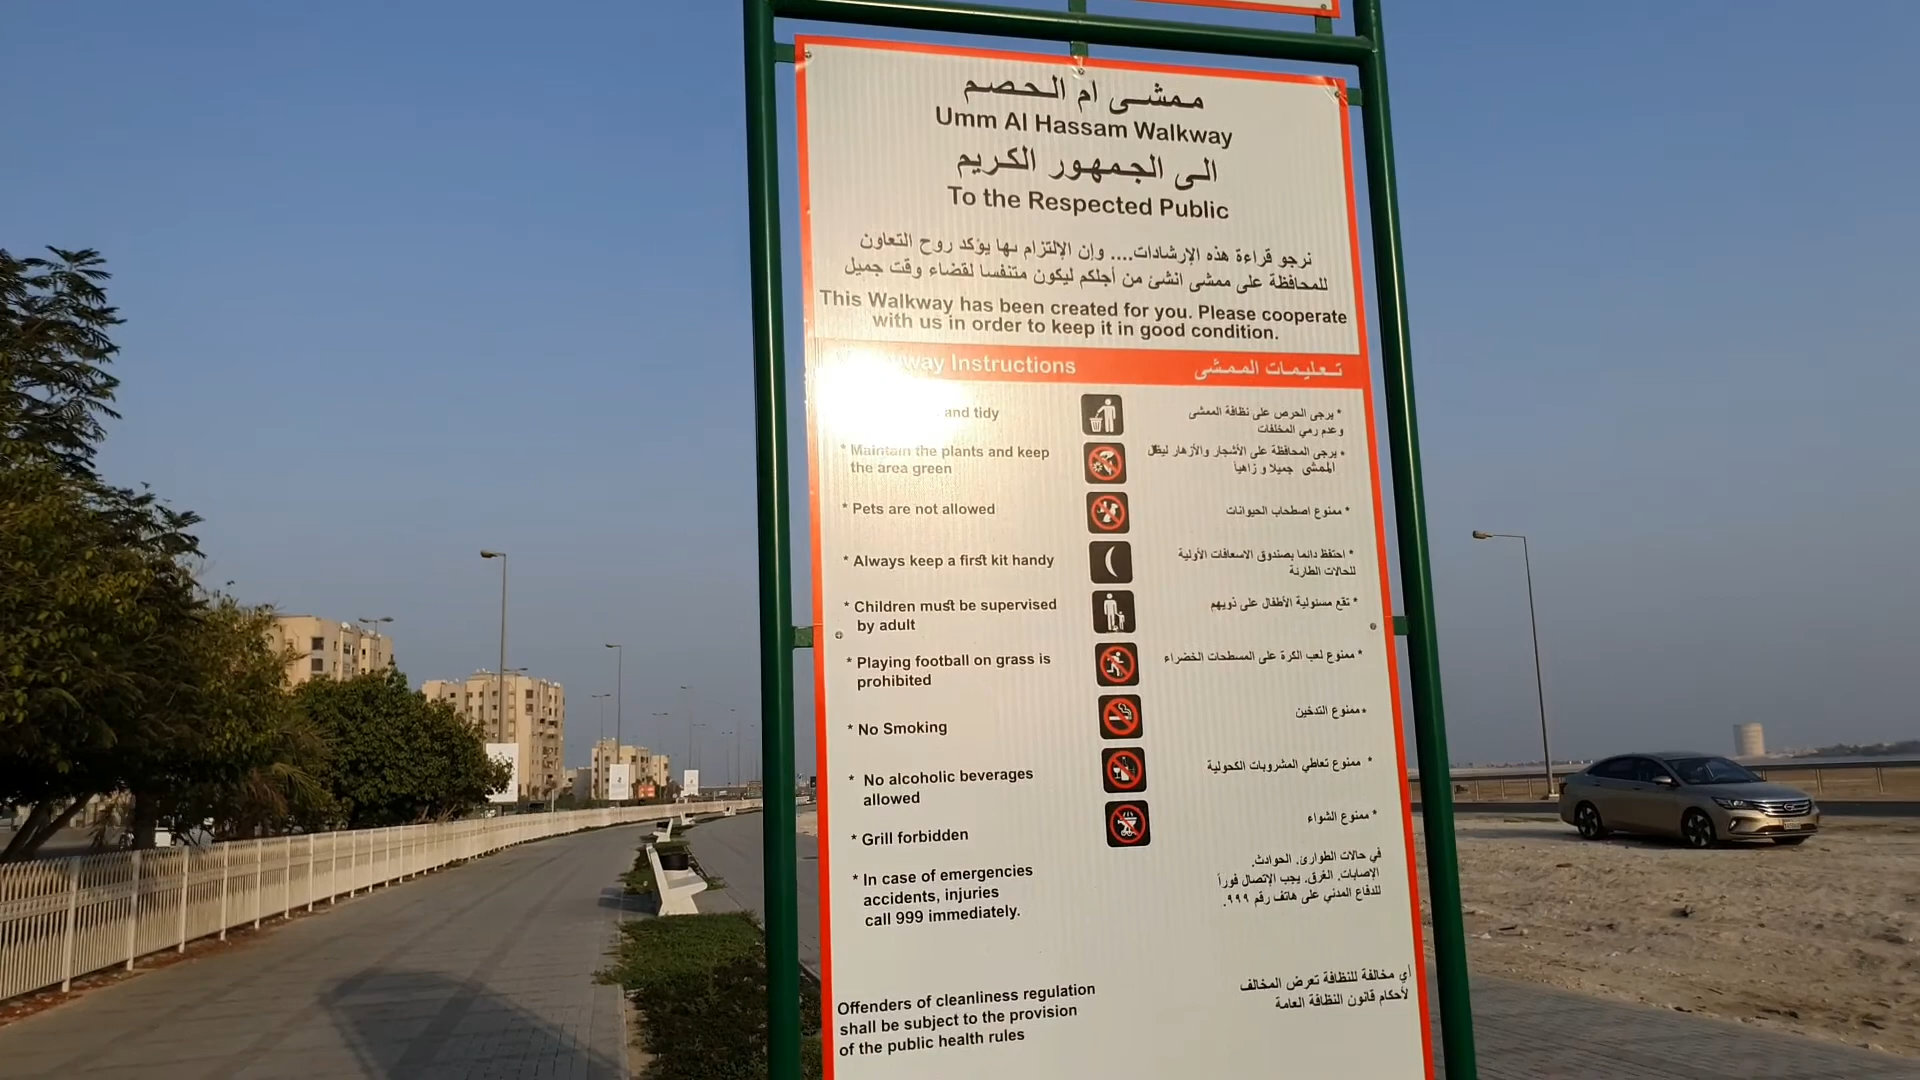 ممشى ام الحصم
Umm Al Hassam Walkway
الى الجمهور الكريم
To the Respected Public
نرجو قراءة هذه الإرشادات.... وإن الإلتزام بها يؤكد روح التعاون
للمحافظة على ممشى انشئ من أجلكم ليكون متنفسا لقضاء وقت جميل
This Walkway has been created for you. Please cooperate
with us in order to keep it in good condition.
Instructions
تعليمات الممشى
and tidy
* يرجى الحرص على نظافة الممشى
وعدم رمي المخلفات
* Maintain the plants and keep
the area green
* يرجى المحافظة على الأشجار والأزهار ليظل
الممشى جميلا و زاهيا
* Pets are not allowed
* ممنوع اصطحاب الحيوانات
* Always keep a first kit handy
* احتفظ دائما بصندوق الاسعافات الأولية
للحالات الطارئة
* Children must be supervised
by adult
* تقع مسئولية الأطفال على ذويهم
* Playing football on grass is
prohibited
* ممنوع لعب الكرة على المسطحات الخضراء
* No Smoking
* ممنوع التدخين
* No alcoholic beverages
allowed
* ممنوع تعاطي المشروبات الكحولية
* Grill forbidden
* ممنوع الشواء
* In case of emergencies
accidents, injuries
call 999 immediately.
في حالات الطوارئ. الحوادث.
الإصابات. الغرق. يجب الإتصال فوراً
للدفاع المدني على هاتف رقم ٩٩٩.
Offenders of cleanliness regulation
shall be subject to the provision
of the public health rules
أي مخالفة للنظافة تعرض المخالف
لأحكام قانون النظافة العامة